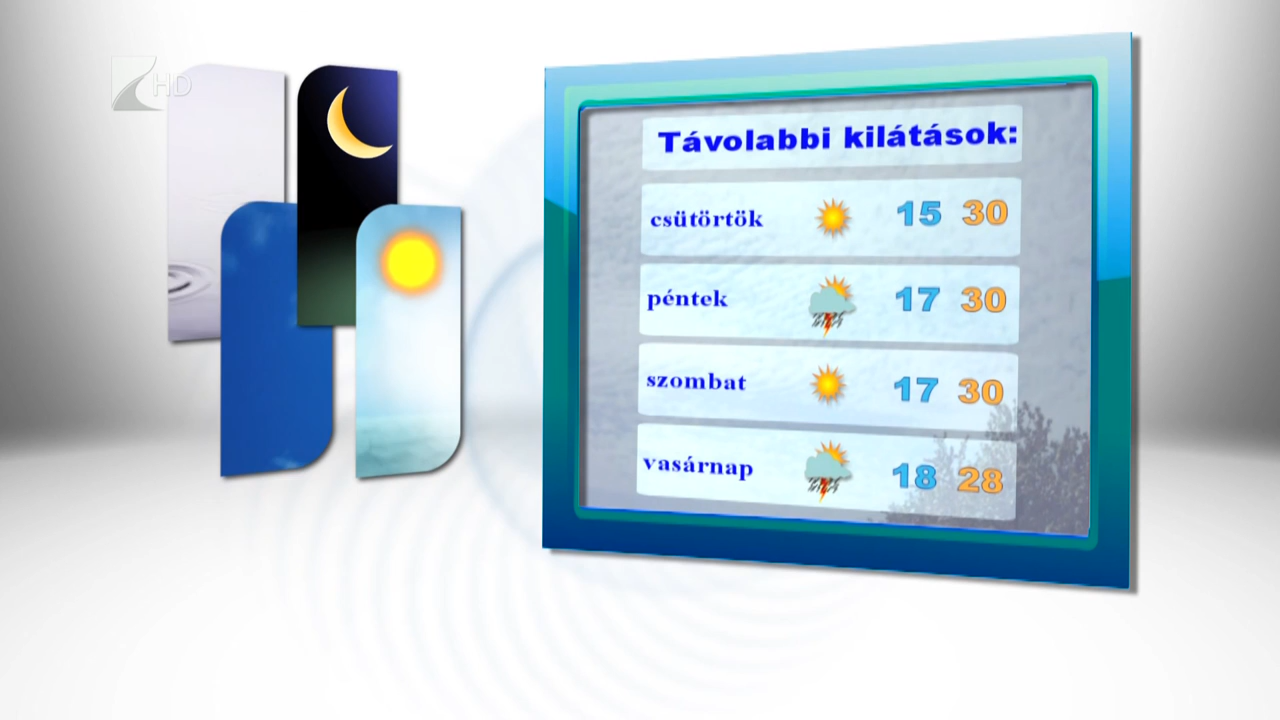 HD
Távolabbi kilátások:
csütörtök 15 30
péntek 17 30
szombat 17 30
vasárnap 18 28